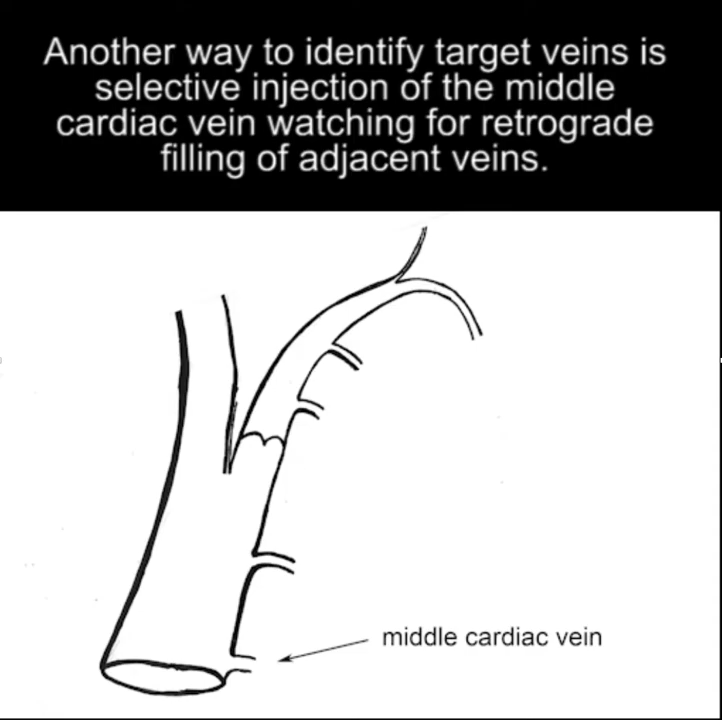 Another way to identify target veins is
selective injection of the middle
cardiac vein watching for retrograde
filling of adjacent veins.
middle cardiac vein